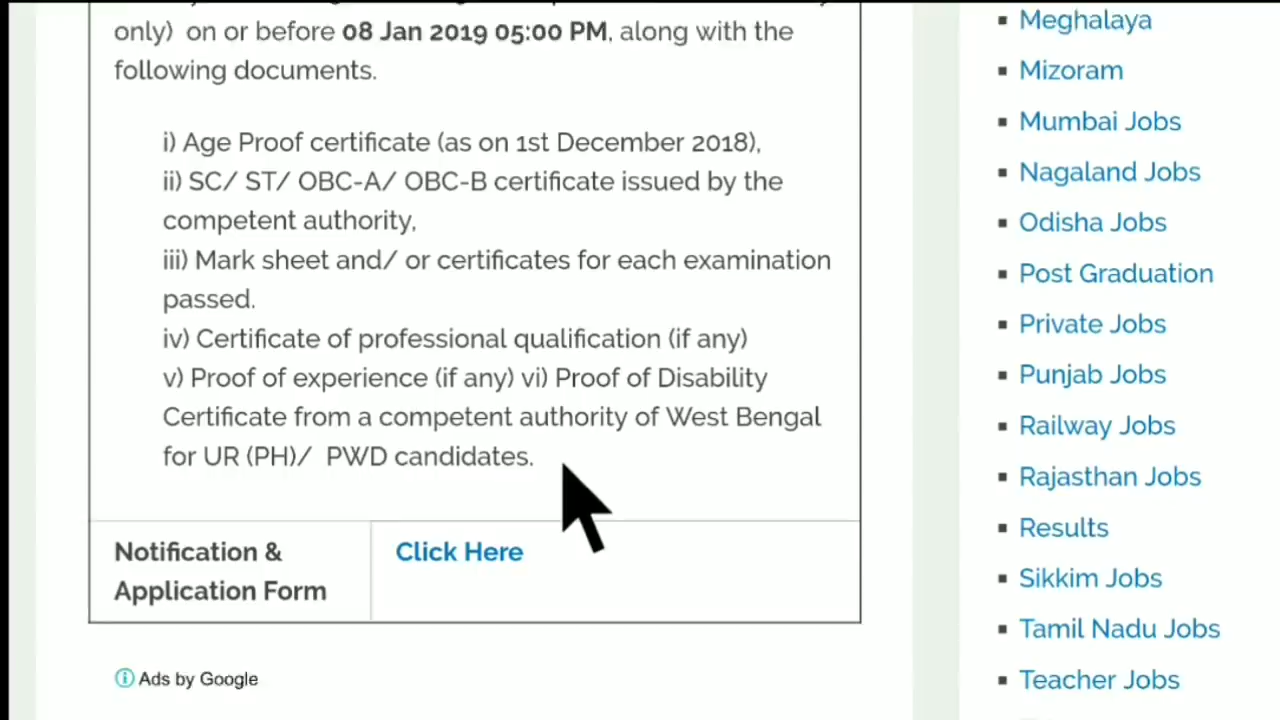 only) on or before 08 Jan 2019 05:00 PM, along with the
following documents.
i) Age Proof certificate (as on 1st December 2018),
ii) SC/ ST/ OBC-A/ OBC-B certificate issued by the
competent authority,
iii) Mark sheet and/ or certificates for each examination
passed.
iv) Certificate of professional qualification (if any)
v) Proof of experience (if any) vi) Proof of Disability
Certificate from a competent authority of West Bengal
for UR (PH)/ PWD candidates.
Notification &
Application Form
Click Here
Ads by Google
Meghalaya
Mizoram
Mumbai Jobs
Nagaland Jobs
Odisha Jobs
Post Graduation
Private Jobs
Punjab Jobs
Railway Jobs
Rajasthan Jobs
Results
Sikkim Jobs
Tamil Nadu Jobs
Teacher Jobs